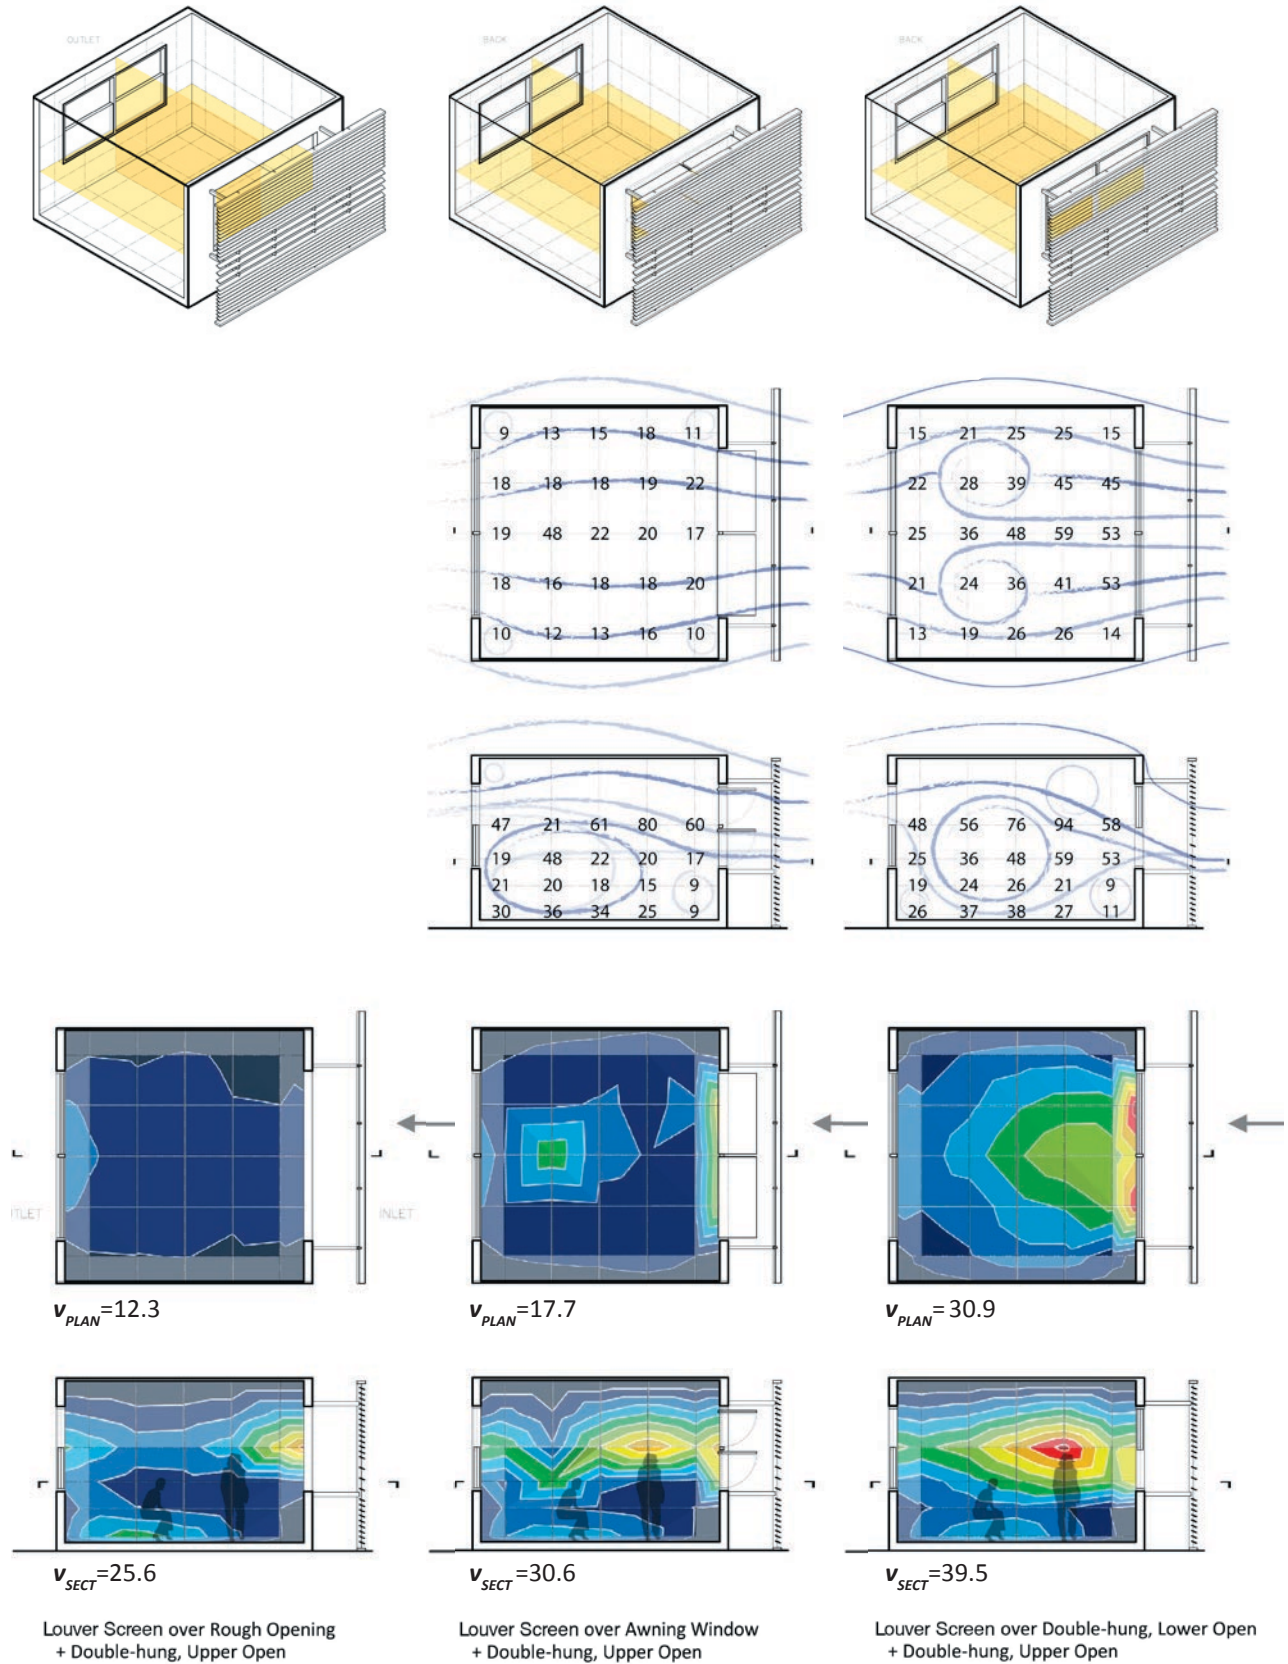 OUTLET
BACK
BACK
9 13 15 18 11
18 18 18 19 22
19 48 22 20 17
18 16 18 18 20
10 12 13 16 10
15 21 25 25 15
22 28 39 45 45
25 36 48 59 53
21 24 36 41 53
13 19 26 26 14
47 21 61 80 60
19 48 22 20 17
21 20 18 15 9
30 36 34 25 9
48 56 76 94 58
25 36 48 59 53
19 24 26 21 9
26 37 38 27 11
TLET
INLET
vPLAN=12.3
vPLAN=17.7
vPLAN= 30.9
vSECT=25.6
vSECT=30.6
vSECT=39.5
Louver Screen over Rough Opening
+ Double-hung, Upper Open
Louver Screen over Awning Window
+ Double-hung, Upper Open
Louver Screen over Double-hung, Lower Open
+ Double-hung, Upper Open